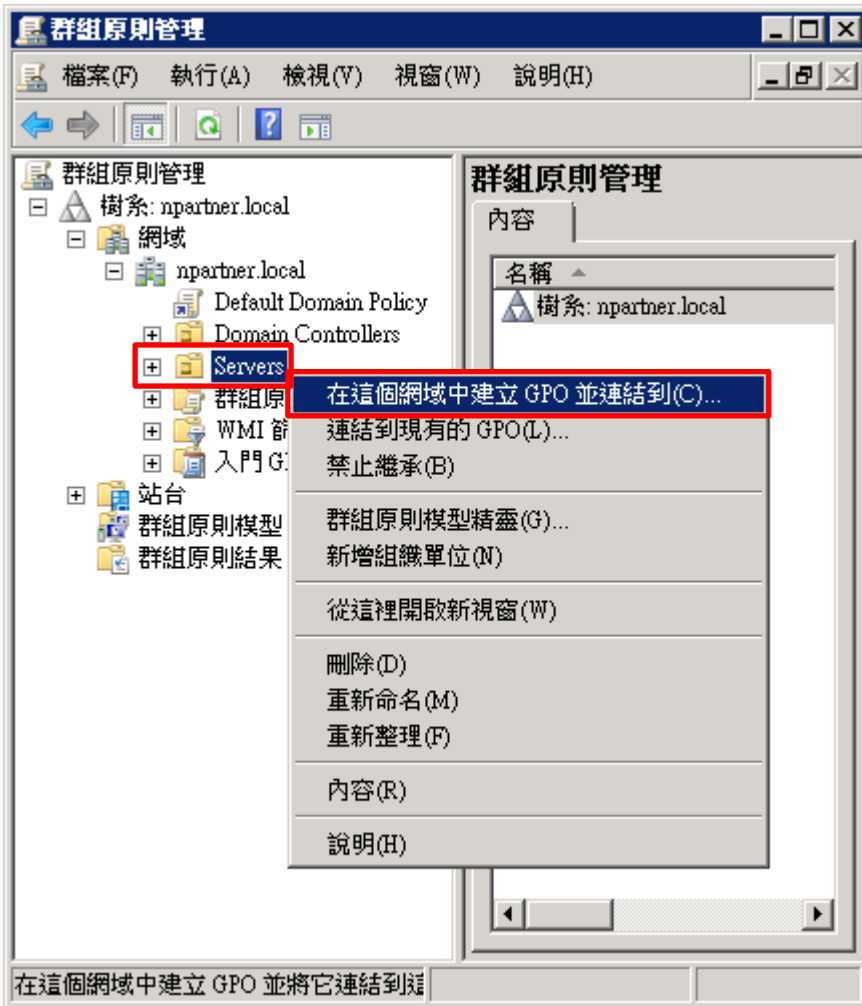 群組原則管理
檔案(F) 執行(A) 檢視(V) 視窗(W) 說明(H)
群組原則管理
樹系: npartner.local
網域
npartner.local
Default Domain Policy
Domain Controllers
Servers
群組原
WMI
入門 G
站台
群組原則模型
群組原則結果
群組原則管理
內容
名稱
樹系: npartner.local
在這個網域中建立 GPO 並連結到(C)...
連結到現有的 GPO(L)...
禁止繼承(B)
群組原則模型精靈(G)...
新增組織單位(N)
從這裡開啟新視窗(W)
刪除(D)
重新命名(M)
重新整理(F)
內容(R)
說明(H)
在這個網域中建立 GPO 並將它連結到這